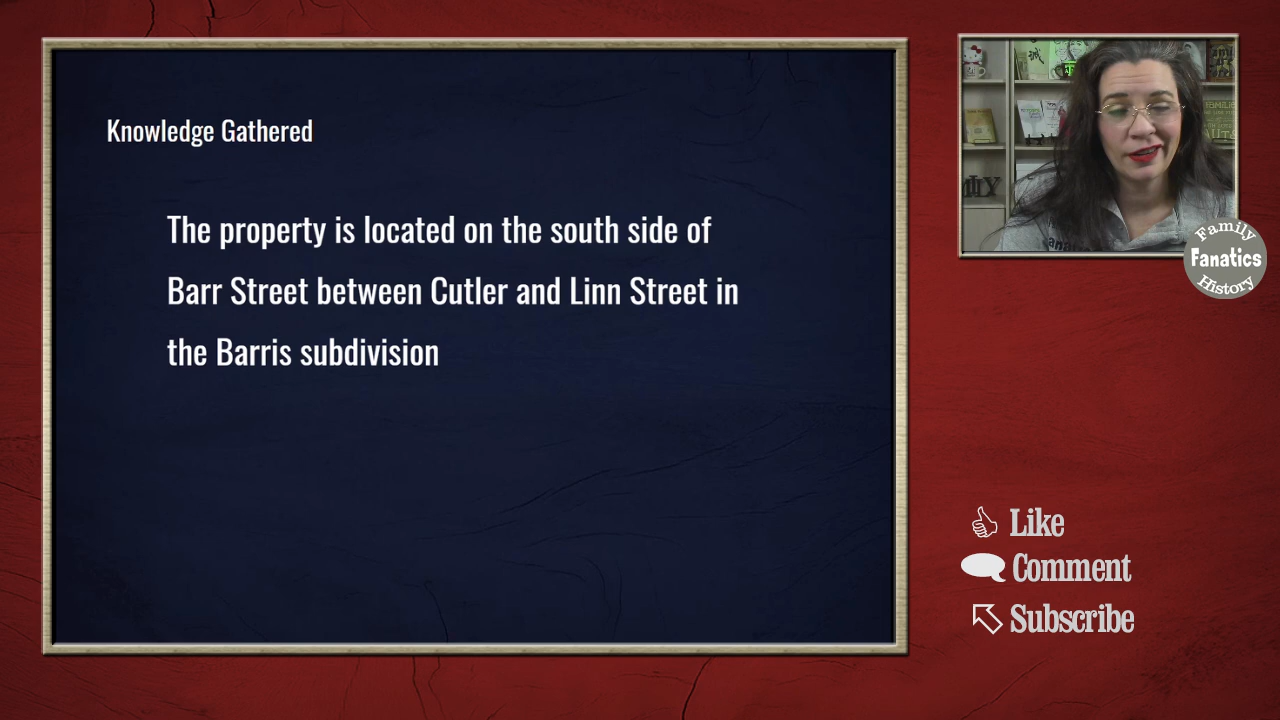 Knowledge Gathered
The property is located on the south side of
Barr Street between Cutler and Linn Street in
the Barris subdivision
Family
Fanatics
History
Like
Comment
Subscribe